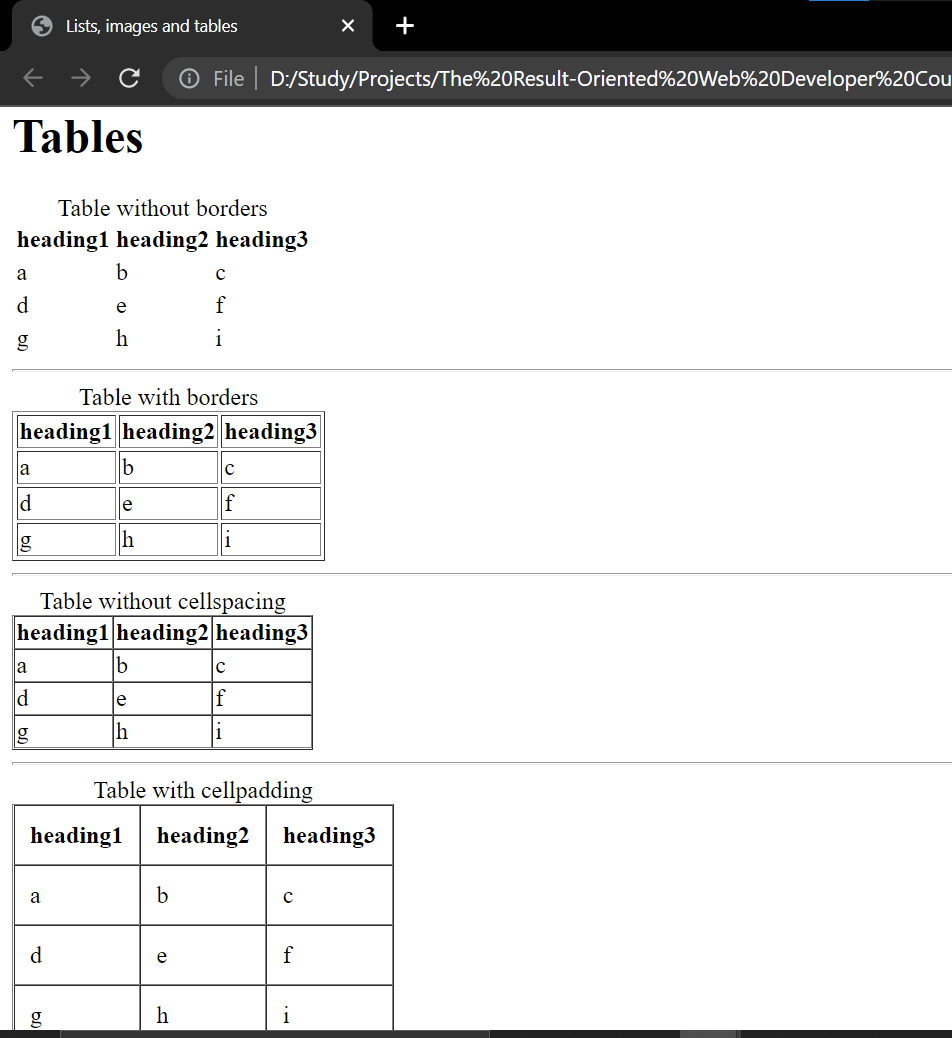 Lists, images and tables
File D:/Study/Projects/The%20Result-Oriented%20Web%20Developer%20Cou
Tables
Table without borders
heading1 heading2 heading3
a b c
d e f
g h i
Table with borders
heading1 heading2 heading3
a b c
d e f
g h i
Table without cellspacing
heading1 heading2 heading3
a b c
d e f
g h i
Table with cellpadding
heading1 heading2 heading3
a b c
d e f
g h i